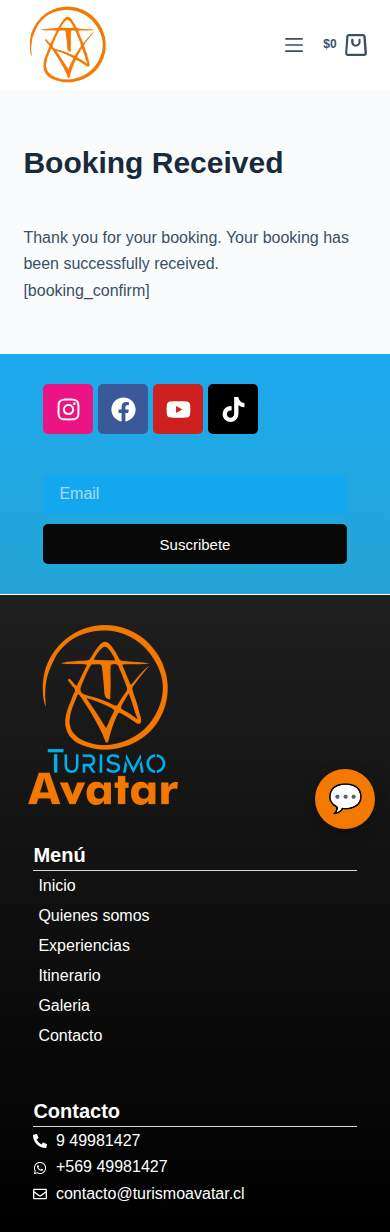 $0
Booking Received
Thank you for your booking. Your booking has
been successfully received.
[booking_confirm]
Email
Suscribete
TURISMO
Avatar
Menú
Inicio
Quienes somos
Experiencias
Itinerario
Galeria
Contacto
Contacto
9 49981427
+569 49981427
contacto@turismoavatar.cl